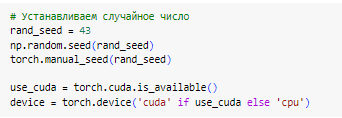 # Устанавливаем случайное число
rand_seed = 43
np.random.seed(rand_seed)
torch.manual_seed(rand_seed)
use_cuda = torch.cuda.is_available()
device = torch.device('cuda' if use_cuda else 'cpu')